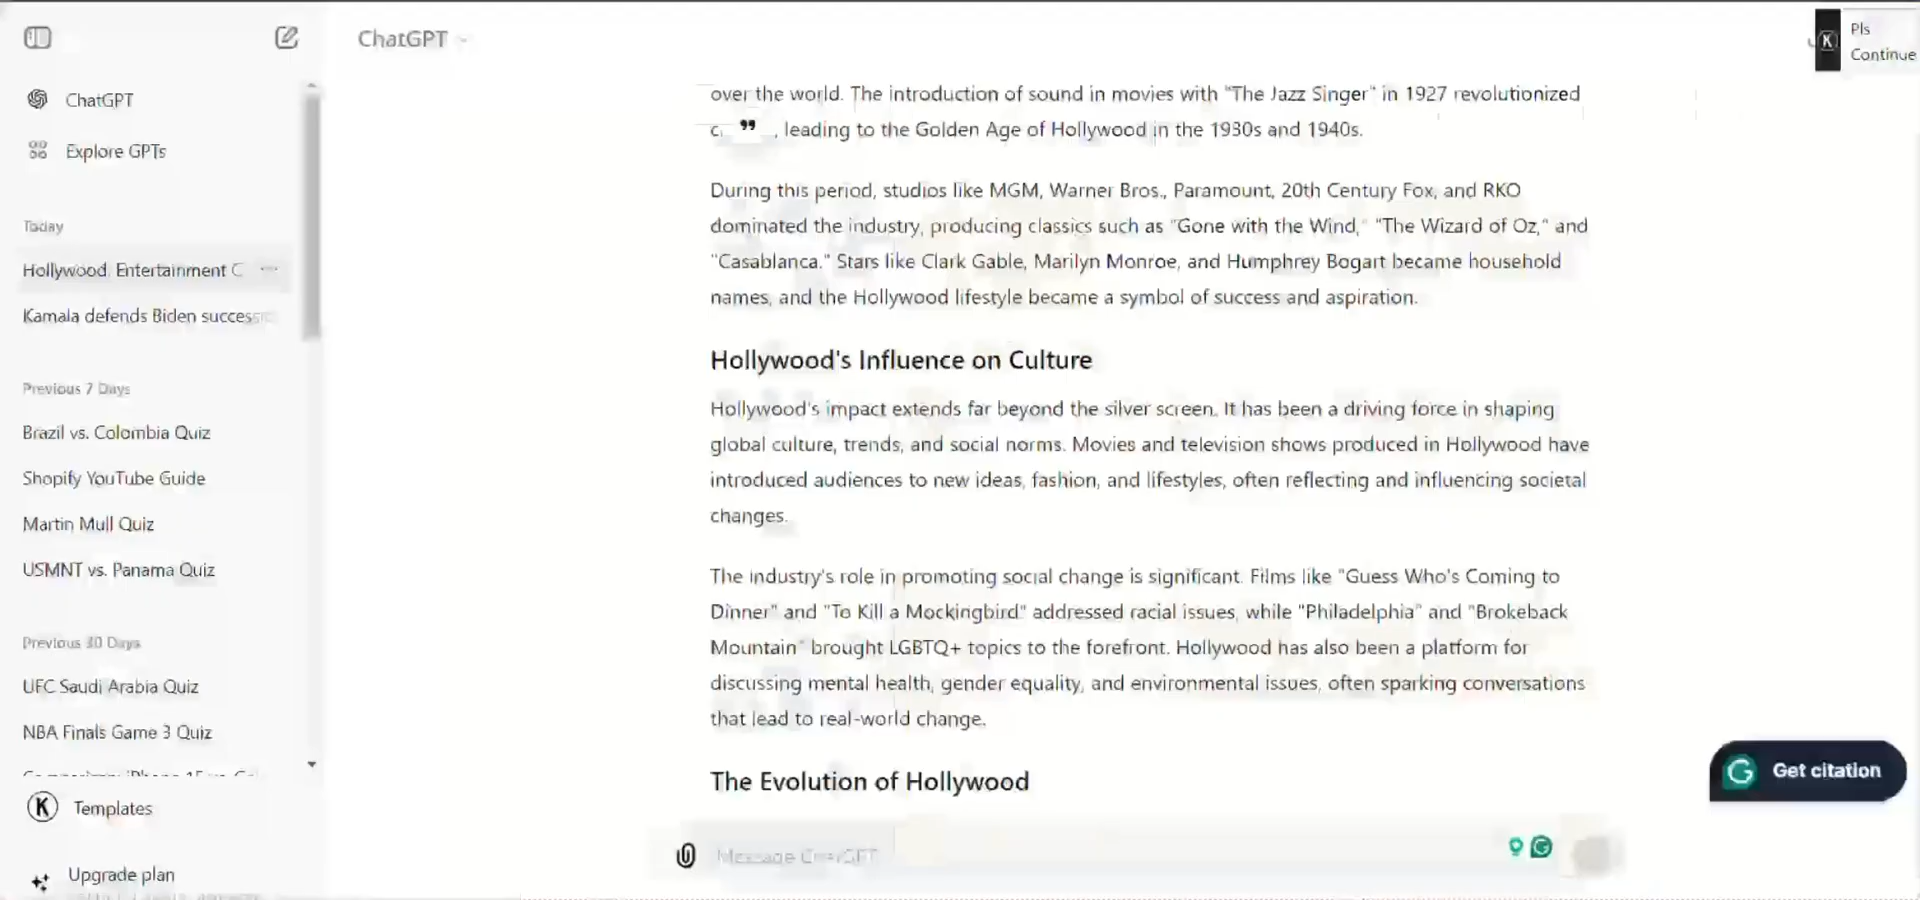 ChatGPT
Explore GPTs
Today
Hollywood Entertainment C
Kamala defends Biden success
Previous 7 Days
Brazil vs. Colombia Quiz
Shopify YouTube Guide
Martin Mull Quiz
USMNT vs. Panama Quiz
Previous 30 Days
UFC Saudi Arabia Quiz
NBA Finals Game 3 Quiz
K Templates
Upgrade plan
ChatGPT
K
Pls
Continue
over the world. The introduction of sound in movies with "The Jazz Singer" in 1927 revolutionized
, leading to the Golden Age of Hollywood in the 1930s and 1940s.
During this period, studios like MGM, Warner Bros., Paramount, 20th Century Fox, and RKO
dominated the industry, producing classics such as "Gone with the Wind," "The Wizard of Oz," and
"Casablanca." Stars like Clark Gable, Marilyn Monroe, and Humphrey Bogart became household
names, and the Hollywood lifestyle became a symbol of success and aspiration.
Hollywood's Influence on Culture
Hollywood's impact extends far beyond the silver screen. It has been a driving force in shaping
global culture, trends, and social norms. Movies and television shows produced in Hollywood have
introduced audiences to new ideas, fashion, and lifestyles, often reflecting and influencing societal
changes.
The industry's role in promoting social change is significant. Films like "Guess Who's Coming to
Dinner" and "To Kill a Mockingbird" addressed racial issues, while "Philadelphia" and "Brokeback
Mountain" brought LGBTQ+ topics to the forefront. Hollywood has also been a platform for
discussing mental health, gender equality, and environmental issues, often sparking conversations
that lead to real-world change.
The Evolution of Hollywood
Message ChatGPT
Get citation